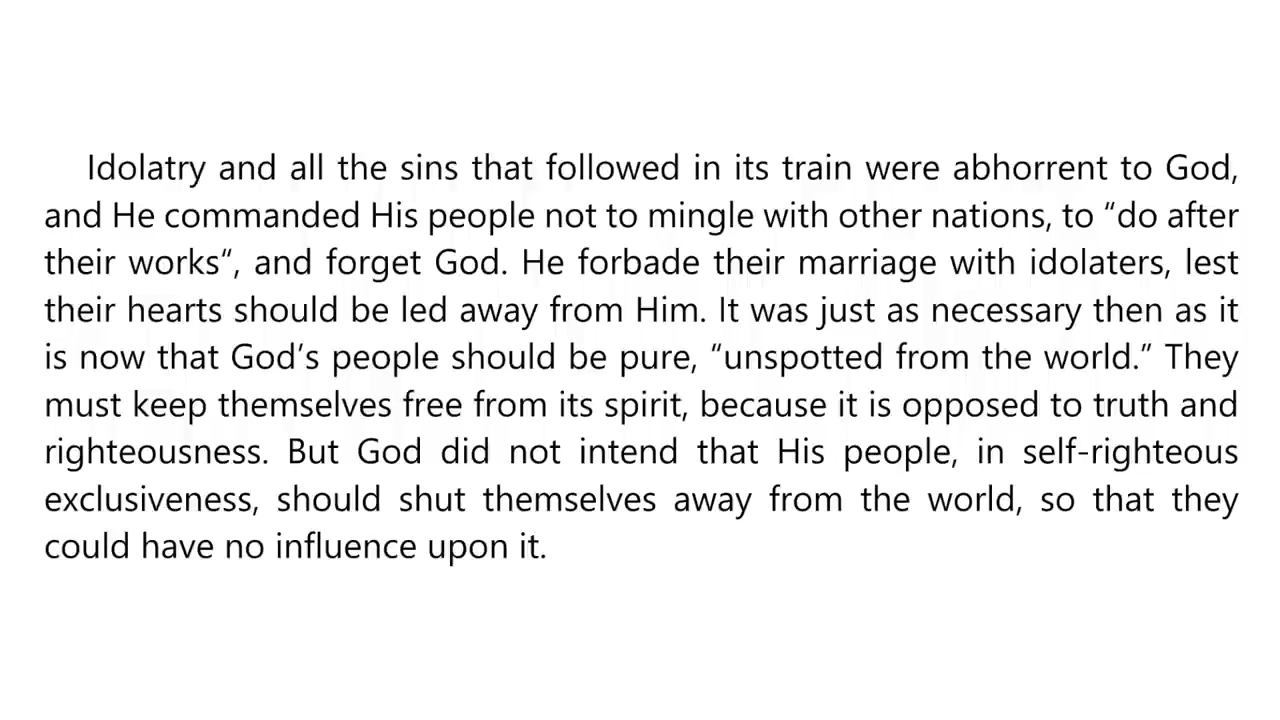 Idolatry and all the sins that followed in its train were abhorrent to God,
and He commanded His people not to mingle with other nations, to “do after
their works“, and forget God. He forbade their marriage with idolaters, lest
their hearts should be led away from Him. It was just as necessary then as it
is now that God’s people should be pure, “unspotted from the world.” They
must keep themselves free from its spirit, because it is opposed to truth and
righteousness. But God did not intend that His people, in self-righteous
exclusiveness, should shut themselves away from the world, so that they
could have no influence upon it.